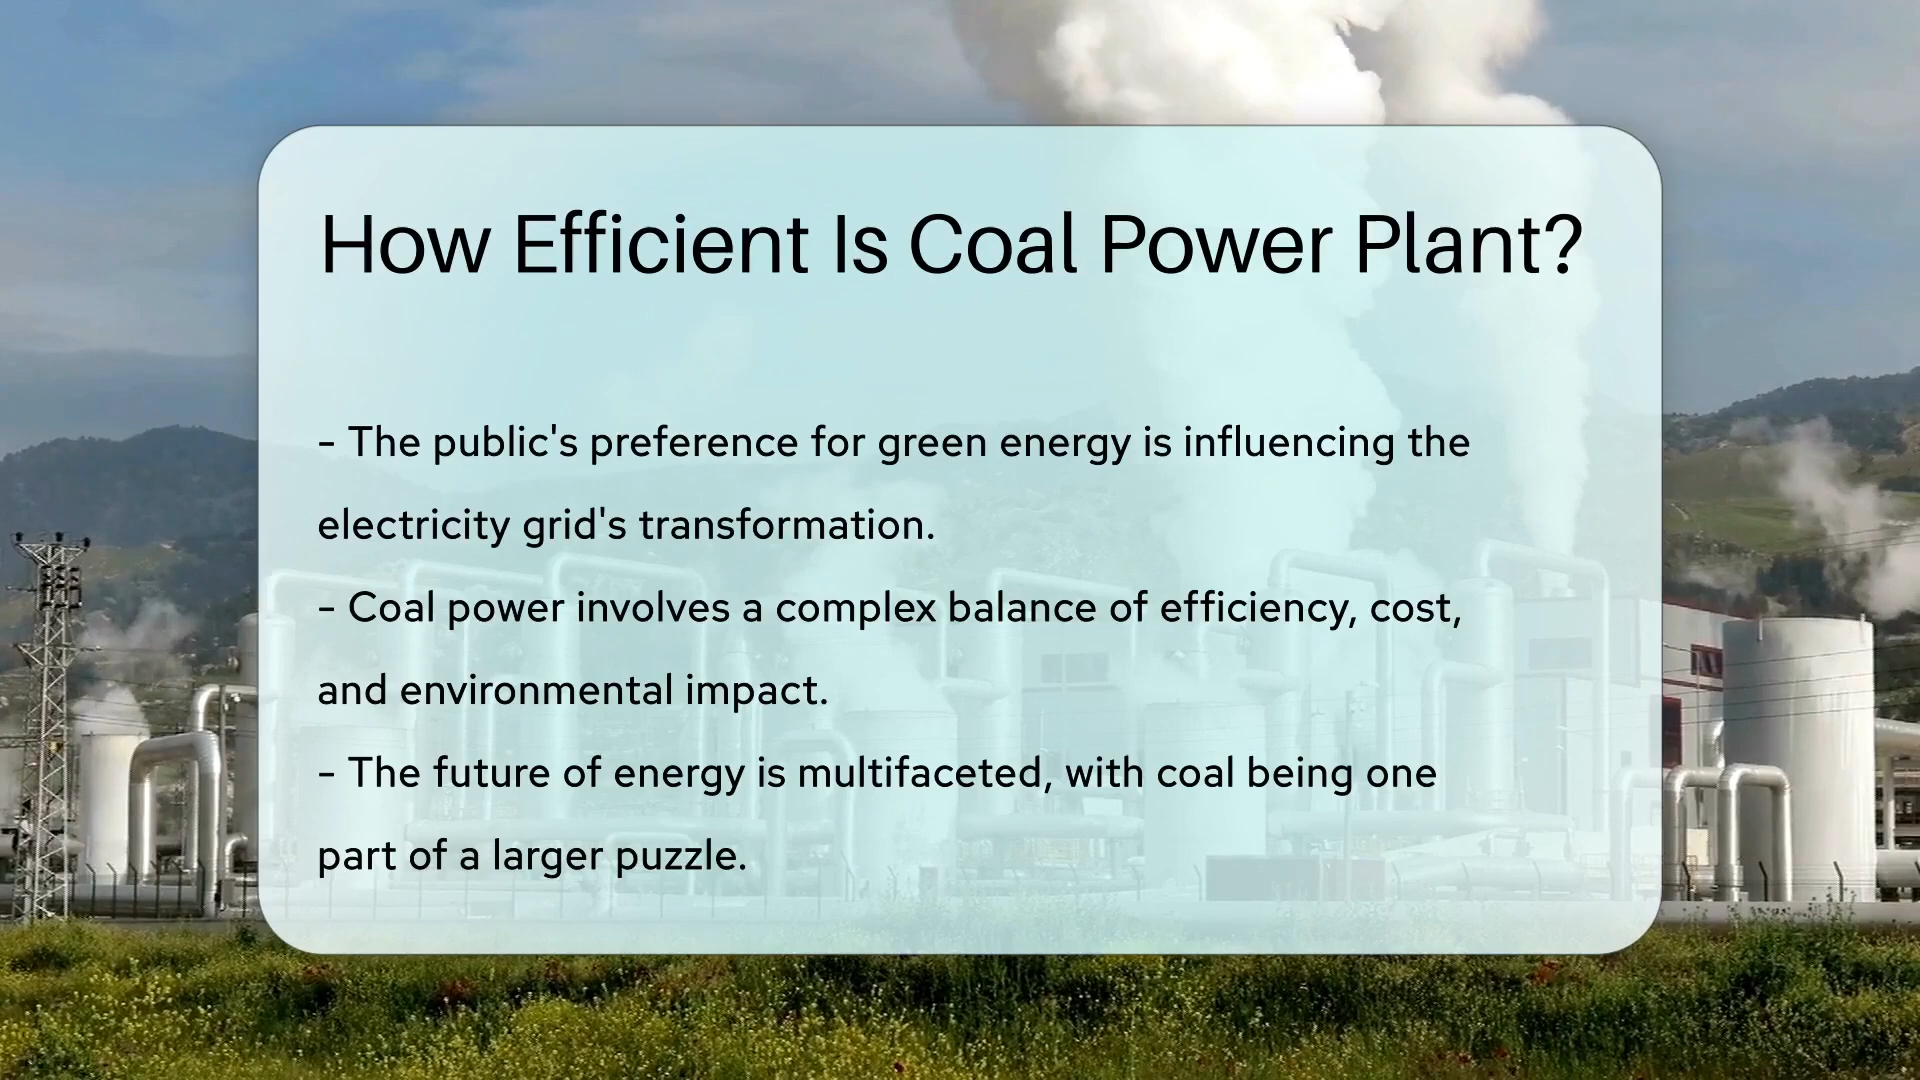 How Efficient Is Coal Power Plant?
- The public's preference for green energy is influencing the
electricity grid's transformation.
- Coal power involves a complex balance of efficiency, cost,
and environmental impact.
- The future of energy is multifaceted, with coal being one
part of a larger puzzle.